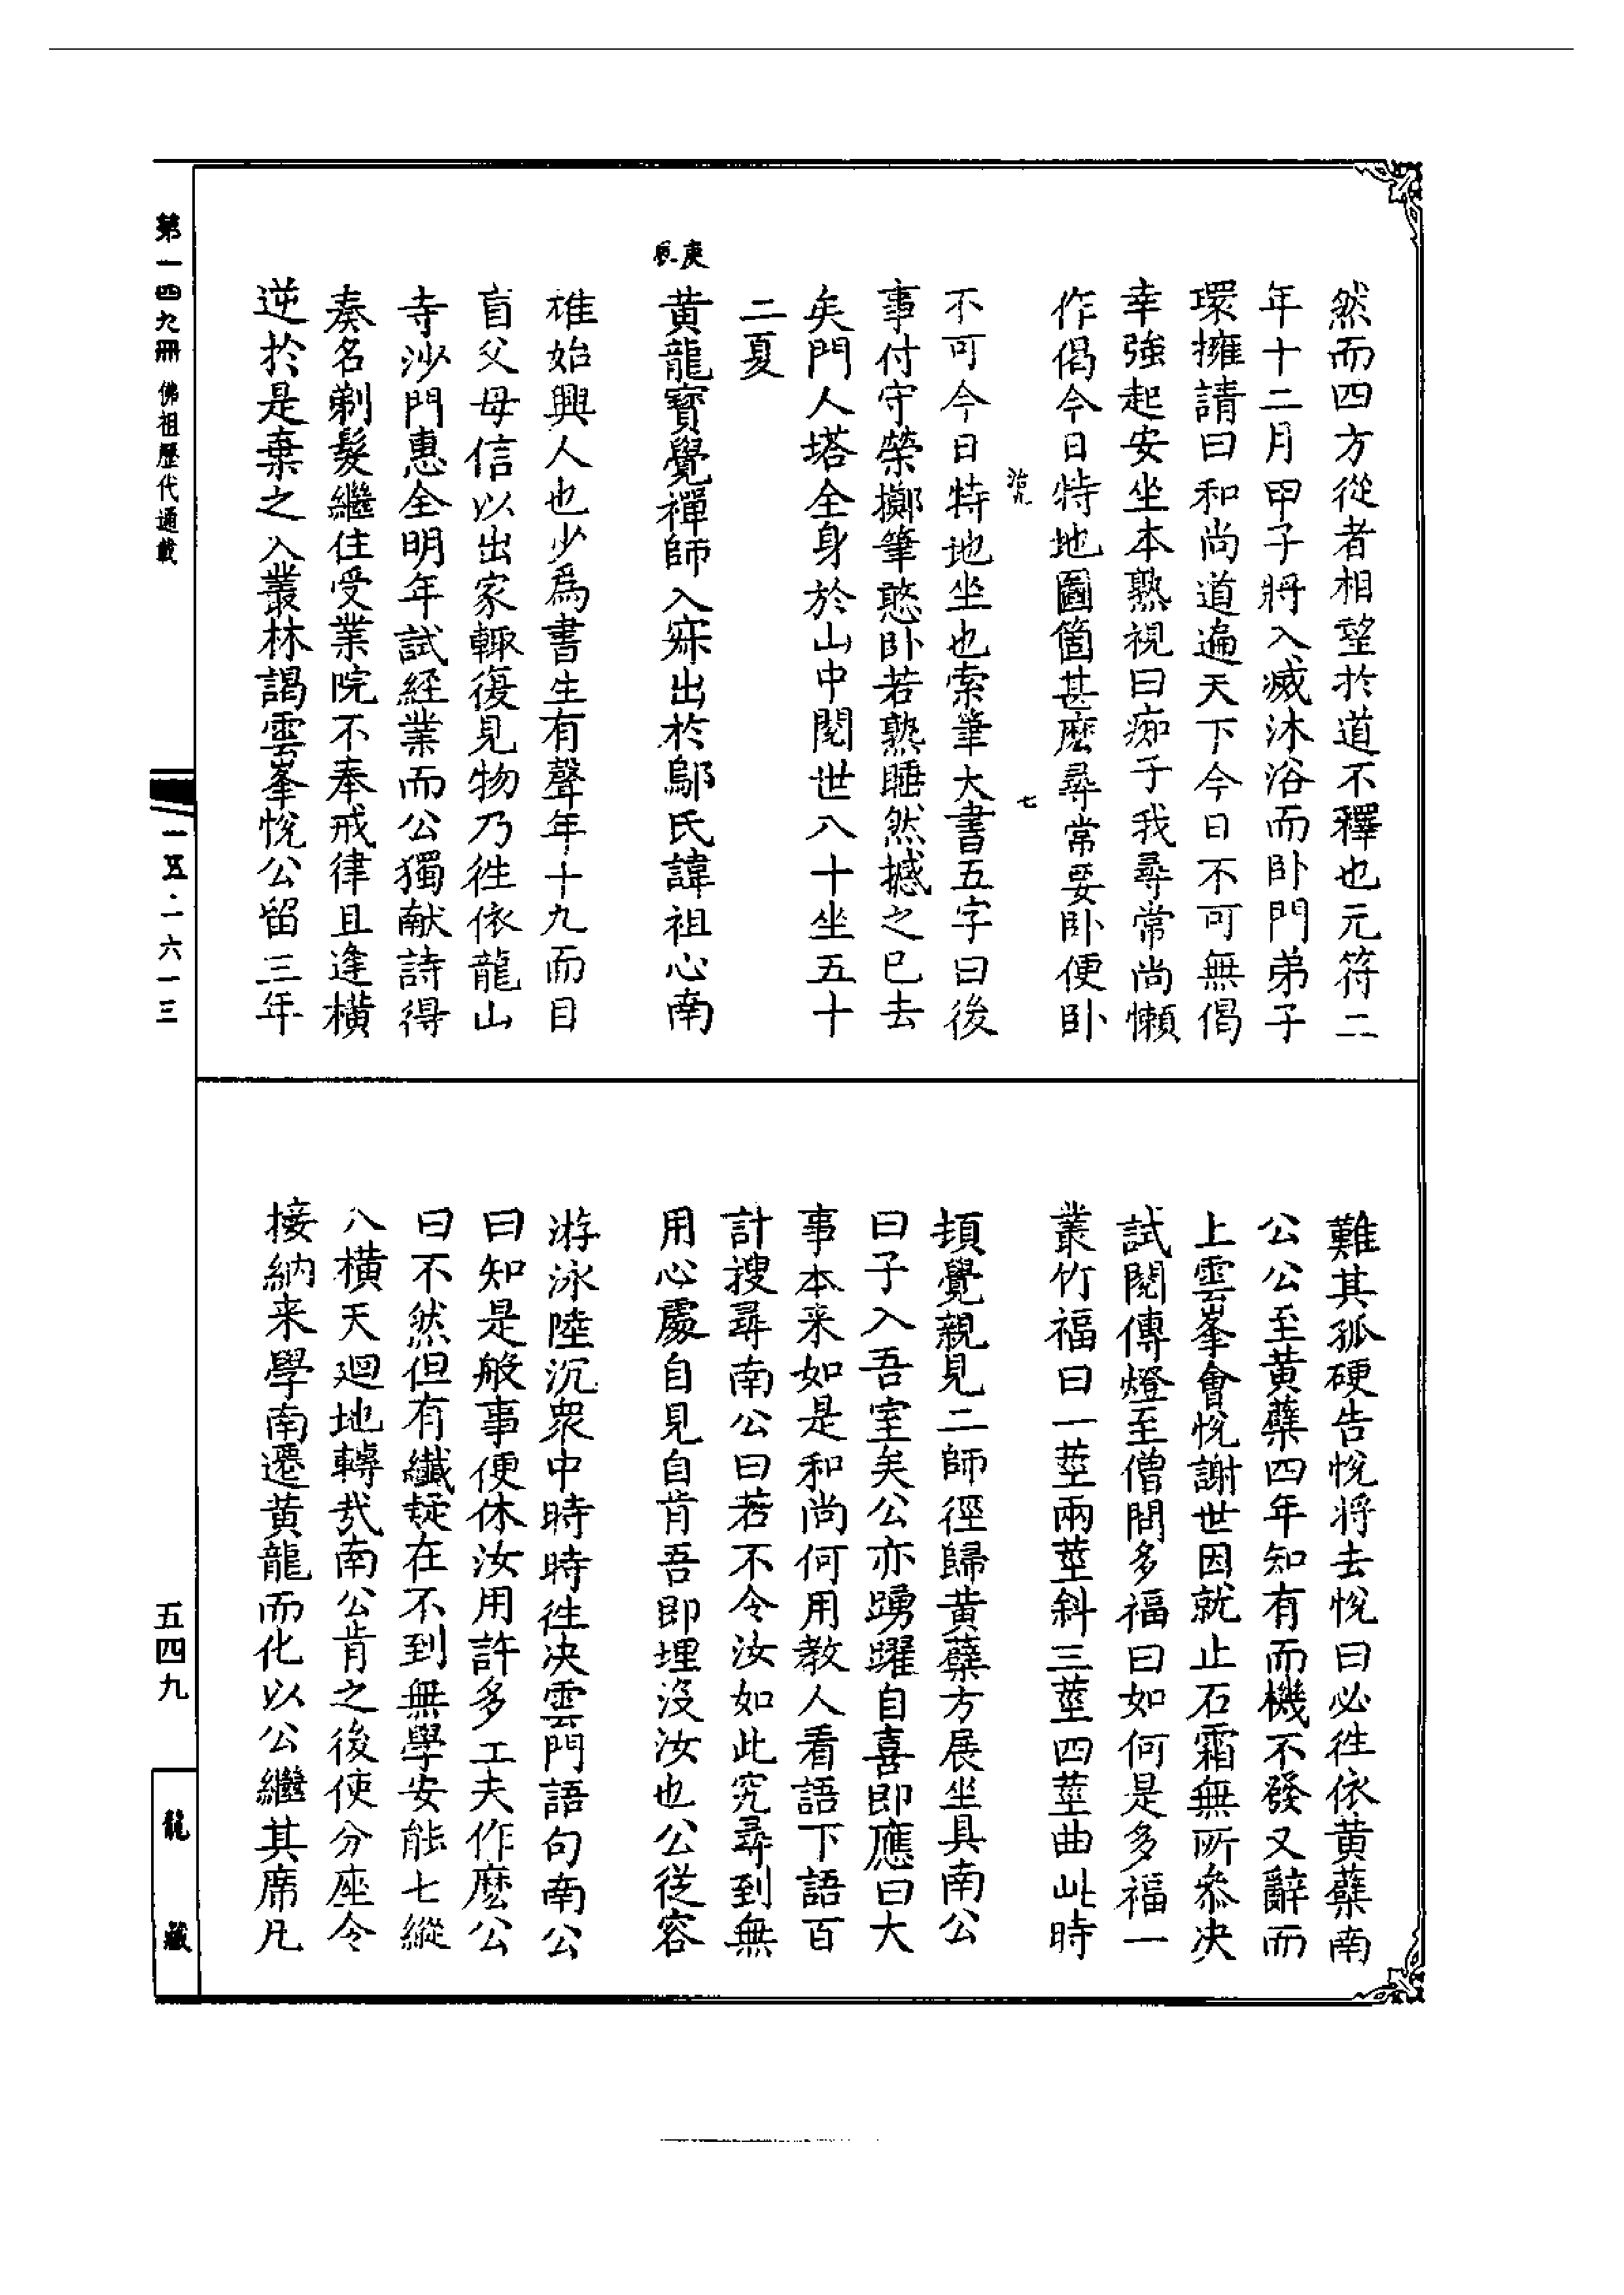 然而四方從者相望於道不釋也元符二
年十二月甲子將入滅沐浴而卧門弟子
環擁請曰和尚道遍天下今日不可無偈
幸強起安坐本熟視曰痴子我尋常尚懶
作偈今日特地圖箇甚麽尋常要卧便卧
七
不可今日特地坐也索筆大書五字曰後
事付守榮擲筆憨卧若熟睡然撼之已去
矣門人塔全身於山中閱世八十坐五十
二夏
庚辰
黃龍寶覺禪師入寂出於鄔氏諱祖心南
雄始興人也少爲書生有聲年十九而目
盲父母信以出家輙復見物乃徃依龍山
寺沙門惠全明年試經業而公獨献詩得
奏名剃髮繼住受業院不奉戒律且逢橫
逆於是棄之入叢林謁雲峯悅公留三年
難其孤硬告悅將去悅曰必徃依黃蘗南
公公至黃蘗四年知有而機不發又辭而
上雲峯會悅謝世因就止石霜無所叅决
試閱傳燈至僧問多福曰如何是多福一
叢竹福曰一莖兩莖斜三莖四莖曲此時
頓覺親見二師徑歸黃蘗方展坐具南公
曰子入吾室矣公亦踴躍自喜即應曰大
事本来如是和尚何用教人看語下語百
計搜尋南公曰若不令汝如此究尋到無
用心處自見自肯吾即埋沒汝也公從容
游泳陸沉衆中時時徃决雲門語句南公
曰知是般事便休汝用許多工夫作麽公
曰不然但有纖疑在不到無學安能七縱
八橫天迴地轉㢤南公肯之後使分座令
接納来學南遷黃龍而化以公繼其席凡
第一四九冊 佛祖歷代通載
一五五·一六一三
五四九
龍藏